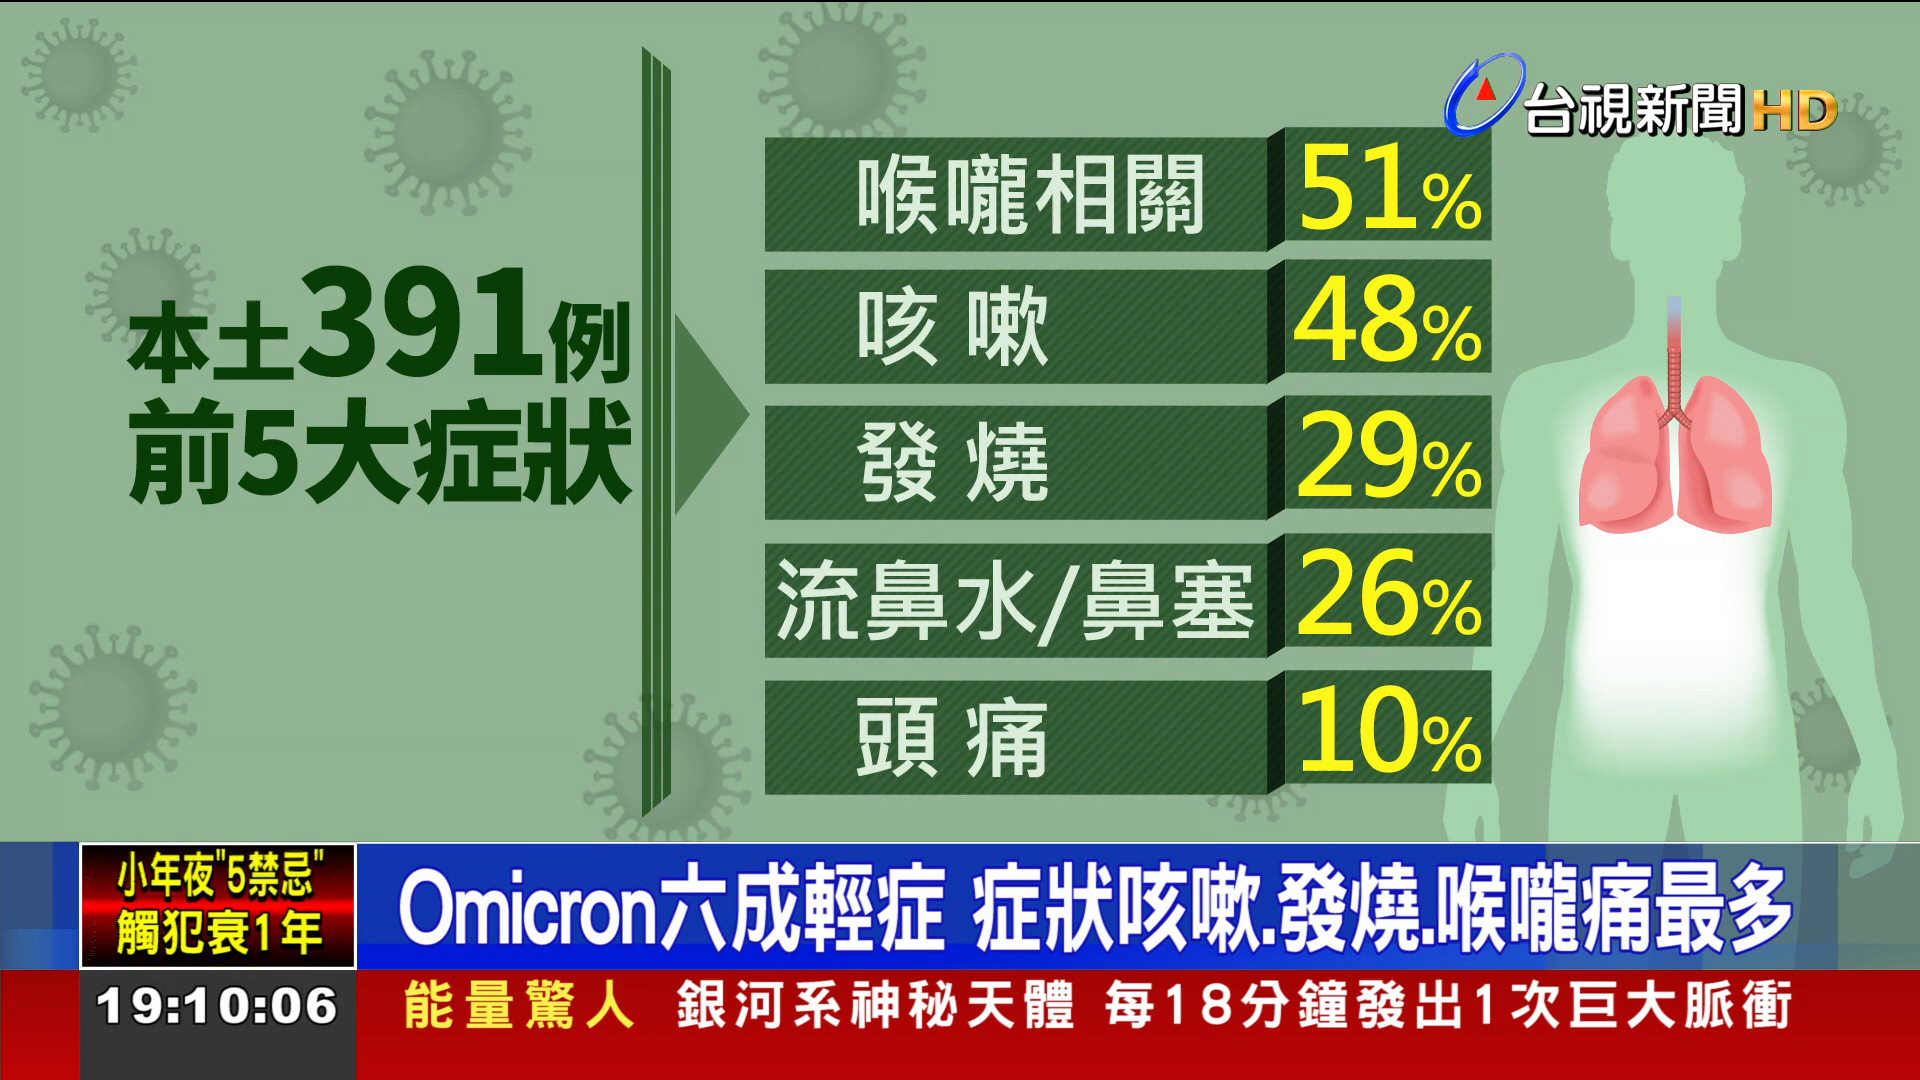 台視新聞HD
本土391例
前5大症狀
喉嚨相關 51%
咳嗽 48%
發燒 29%
流鼻水/鼻塞 26%
頭痛 10%
小年夜"5禁忌"
觸犯衰1年
Omicron六成輕症 症狀咳嗽.發燒.喉嚨痛最多
19:10:06
能量驚人 銀河系神秘天體 每18分鐘發出1次巨大脈衝